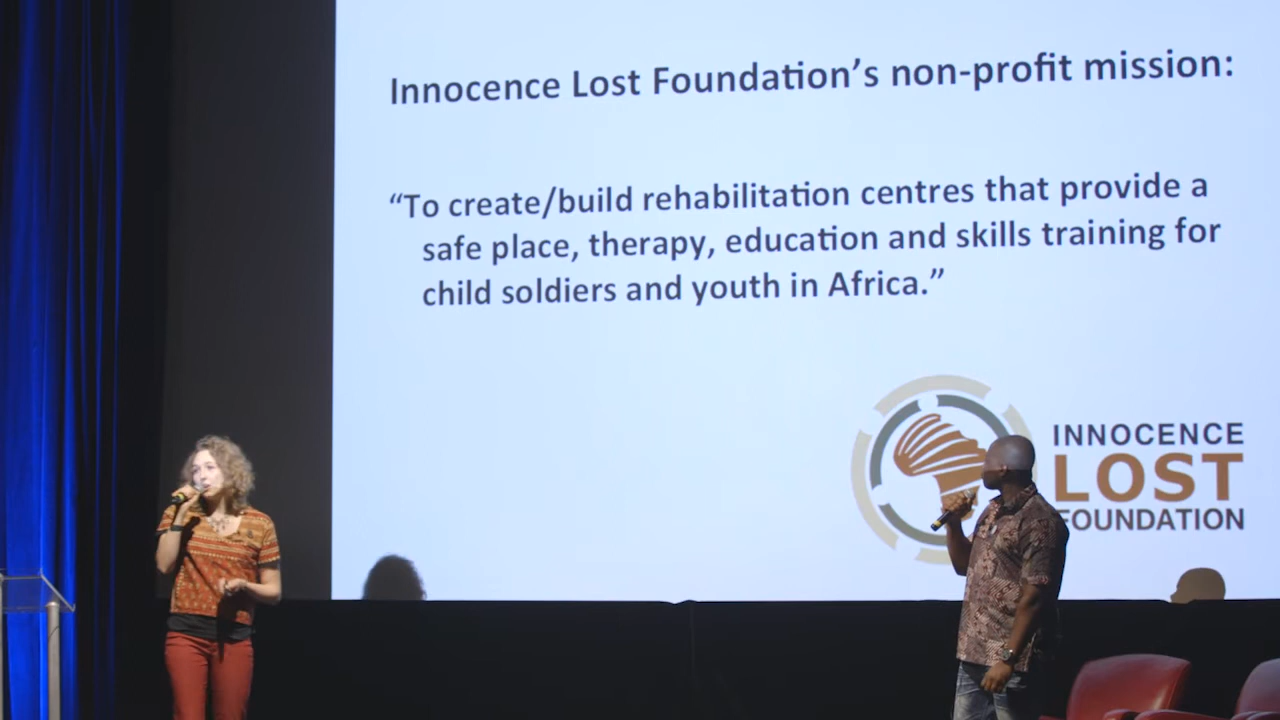 Innocence Lost Foundation’s non-profit mission:
“To create/build rehabilitation centres that provide a
safe place, therapy, education and skills training for
child soldiers and youth in Africa.”
INNOCENCE
LOST
FOUNDATION